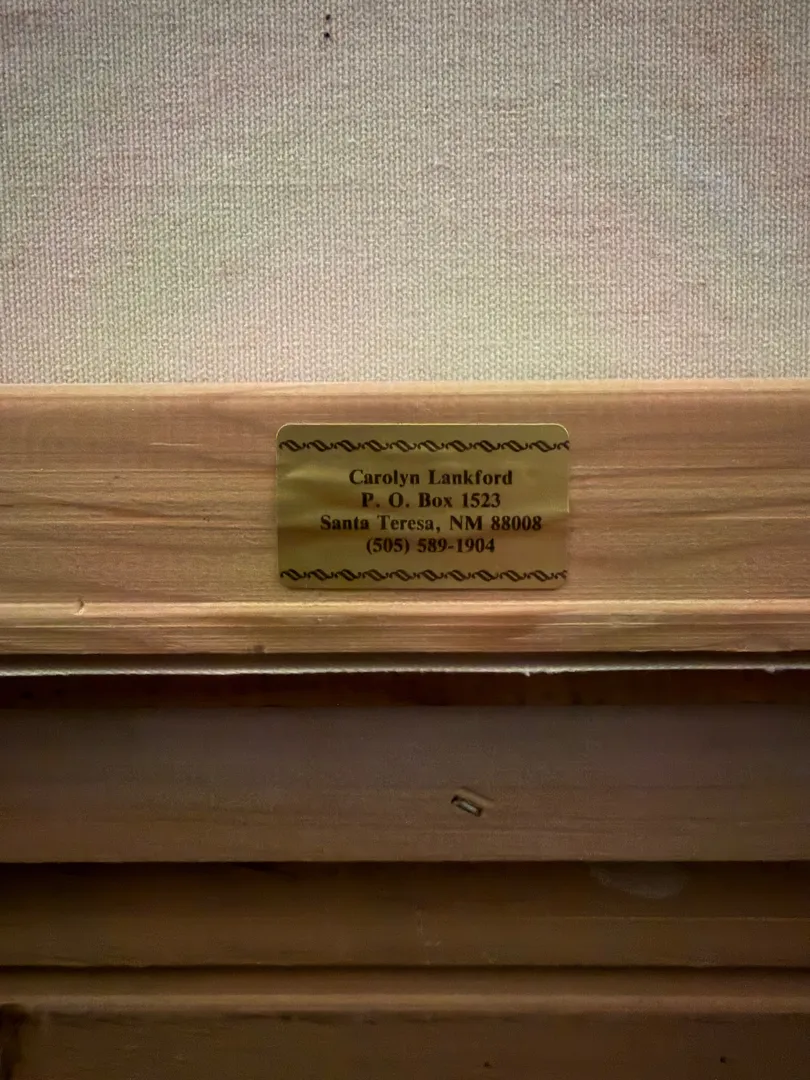 Carolyn Lankford
P. O. Box 1523
Santa Teresa, NM 88008
(505) 589-1904